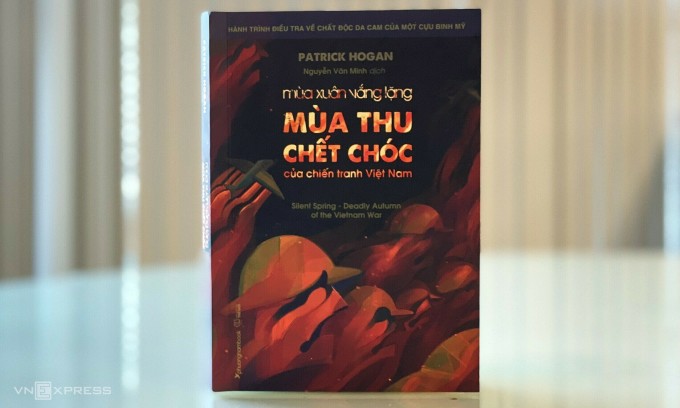 HÀNH TRÌNH ĐIỀU TRA VỀ CHẤT ĐỘC DA CAM CỦA MỘT CỰU BINH MỸ
PATRICK HOGAN
Nguyễn Văn Minh dịch
mùa xuân vắng lặng
MÙA THU
CHẾT CHÓC
của chiến tranh Việt Nam
Silent Spring - Deadly Autumn
of the Vietnam War
phuongnambook
VNEXPRESS